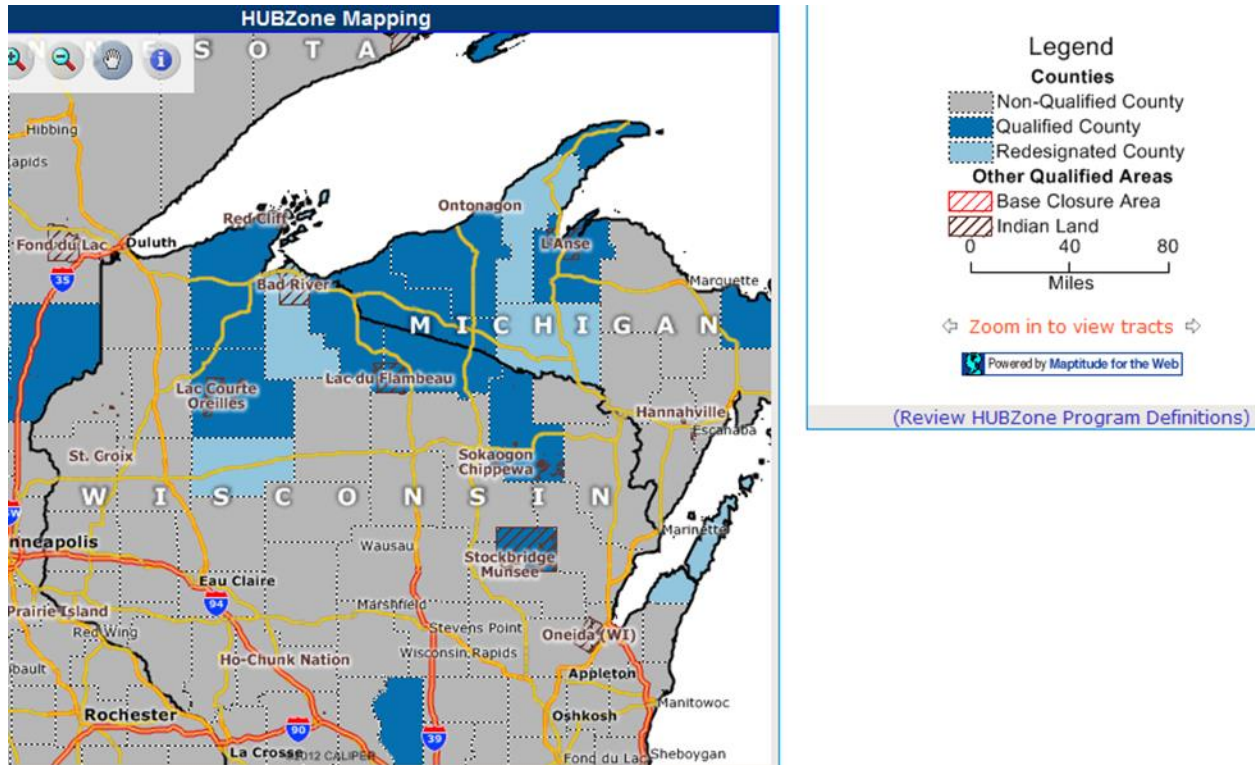 HUBZone Mapping
S O T A
Hibbing
apids
Ontonagon
Red Cliff
Fond du Lac
Duluth
L'Anse
35
Bad River
Marquette
M I C H I G A N
Lac Courte
Oreilles
Lac du Flambeau
Hannahville
Escanaba
St. Croix
Sokaogon
Chippewa
W I S C O N S I N
Marinette
nneapolis
Wausau
Stockbridge
Munsee
Eau Claire
94
Prairie Island
Marshfield
Red Wing
Stevens Point
Oneida (WI)
Wisconsin Rapids
Ho-Chunk Nation
ibault
Appleton
Manitowoc
Rochester
Oshkosh
90
39
La Crosse
©2012 CALIPER
Fond du Lac
Sheboygan
Legend
Counties
Non-Qualified County
Qualified County
Redesignated County
Other Qualified Areas
Base Closure Area
Indian Land
0 40 80
Miles
Zoom in to view tracts
Powered by Maptitude for the Web
(Review HUBZone Program Definitions)